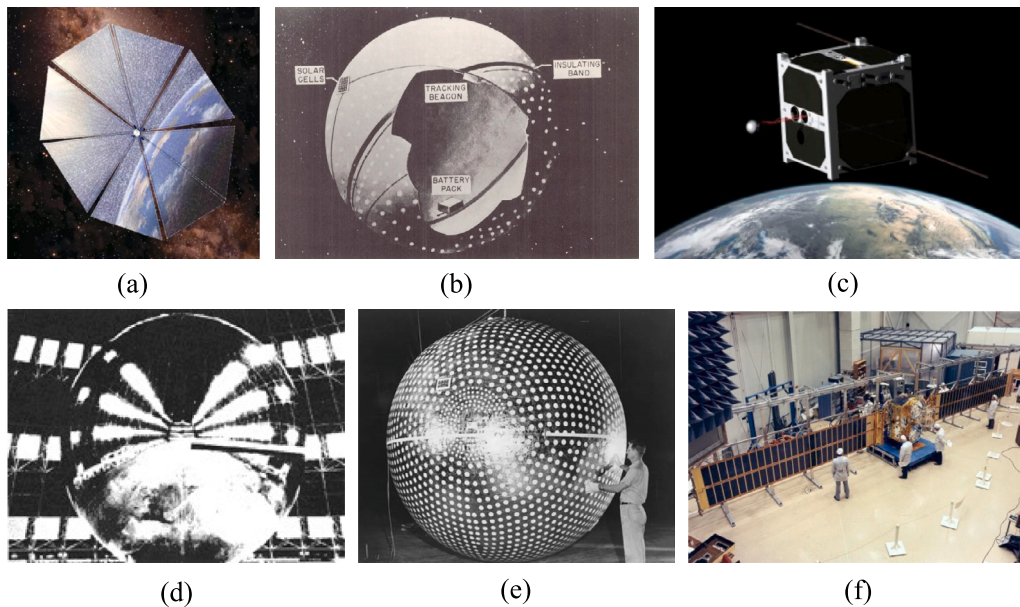 SOLAR
CELLS
TRACKING
BEACON
INSULATING
BAND
BATTERY
PACK
(a)
(b)
(c)
(d)
(e)
(f)